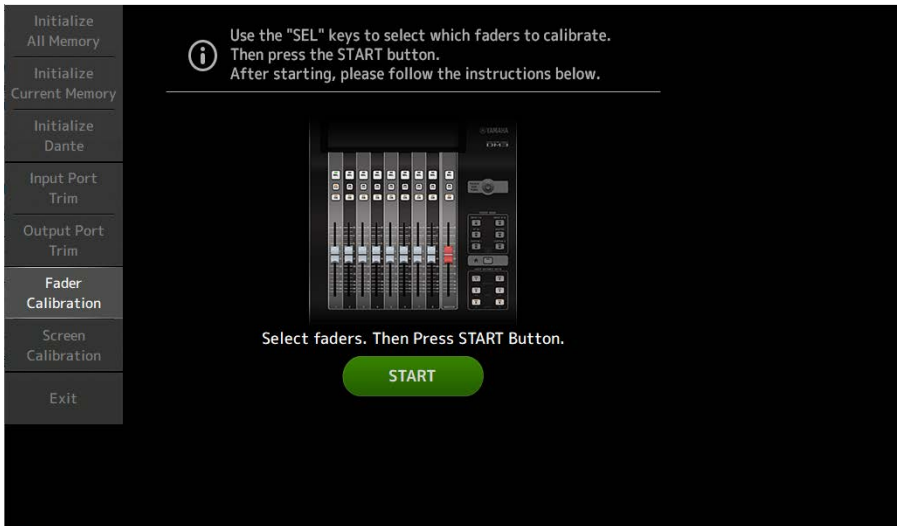 Initialize
All Memory
Initialize
Current Memory
Initialize
Dante
Input Port
Trim
Output Port
Trim
Fader
Calibration
Screen
Calibration
Exit
Use the "SEL" keys to select which faders to calibrate.
Then press the START button.
After starting, please follow the instructions below.
YAMAHA
Select faders. Then Press START Button.
START